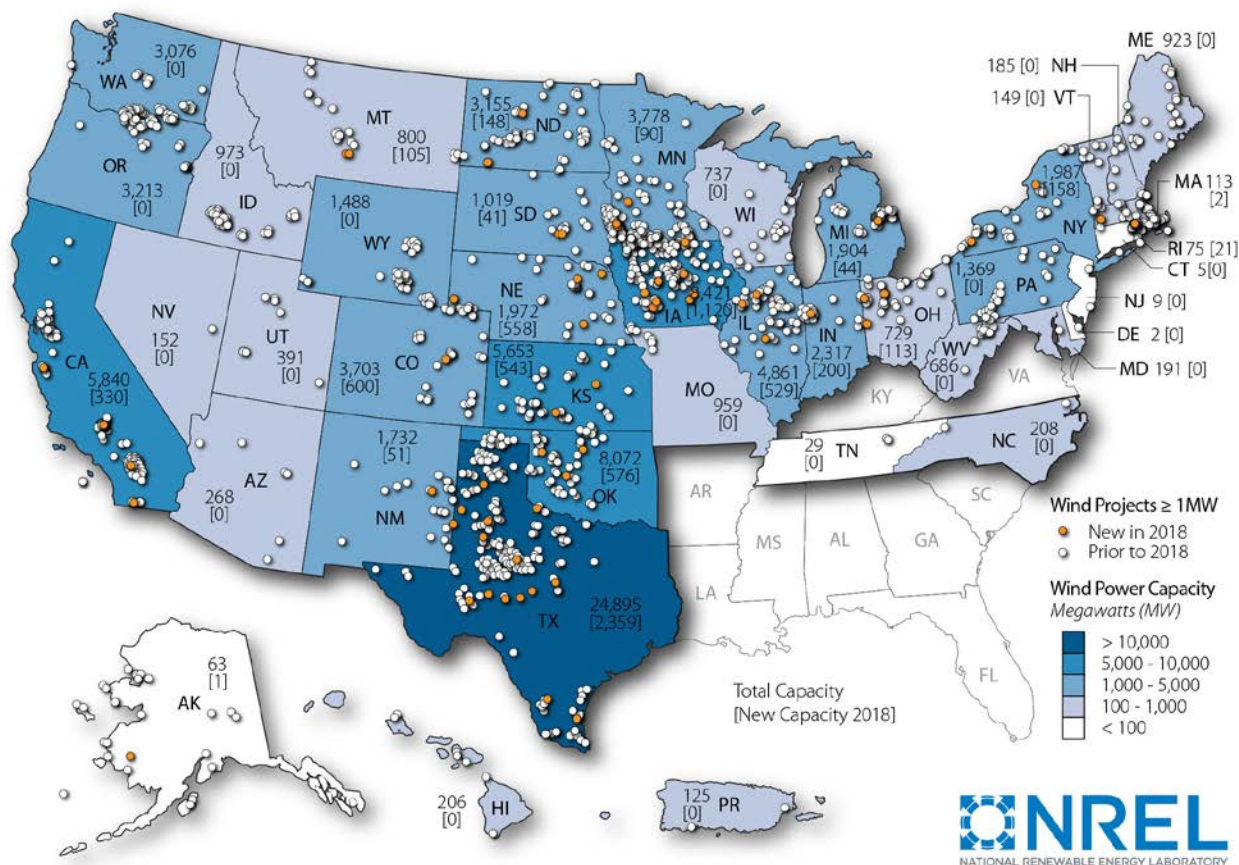 ME 923 [0]
185 [0] NH
149 [0] VT
3,076
[0]
WA
MT
800
[105]
3,155
[148]
ND
3,778
[90]
MN
OR
3,213
[0]
973
[0]
ID
1,488
[0]
WY
1,019
[41]
SD
737
[0]
WI
MI
1,904
[44]
1,987
[158]
NY
MA 113
[2]
RI 75 [21]
CT 5[0]
NJ 9 [0]
DE 2 [0]
MD 191 [0]
1,369
[0]
PA
NE
1,972
[558]
IA
[1,120]
IL
4,861
[529]
IN
2,317
[200]
OH
729
[113]
WV
686
[0]
NV
152
[0]
UT
391
[0]
CA
5,840
[330]
CO
3,703
[600]
5,653
[543]
KS
MO
959
[0]
KY
VA
1,732
[51]
NM
AZ
268
[0]
8,072
[576]
OK
29
[0]
TN
208
[0]
NC
AR
SC
MS
AL
GA
LA
FL
24,895
[2,359]
TX
Wind Projects ≥ 1MW
New in 2018
Prior to 2018
Wind Power Capacity
Megawatts (MW)
> 10,000
5,000 - 10,000
1,000 - 5,000
100 - 1,000
< 100
Total Capacity
[New Capacity 2018]
63
[1]
AK
206
[0]
HI
125
[0]
PR
NREL
NATIONAL RENEWABLE ENERGY LABORATORY